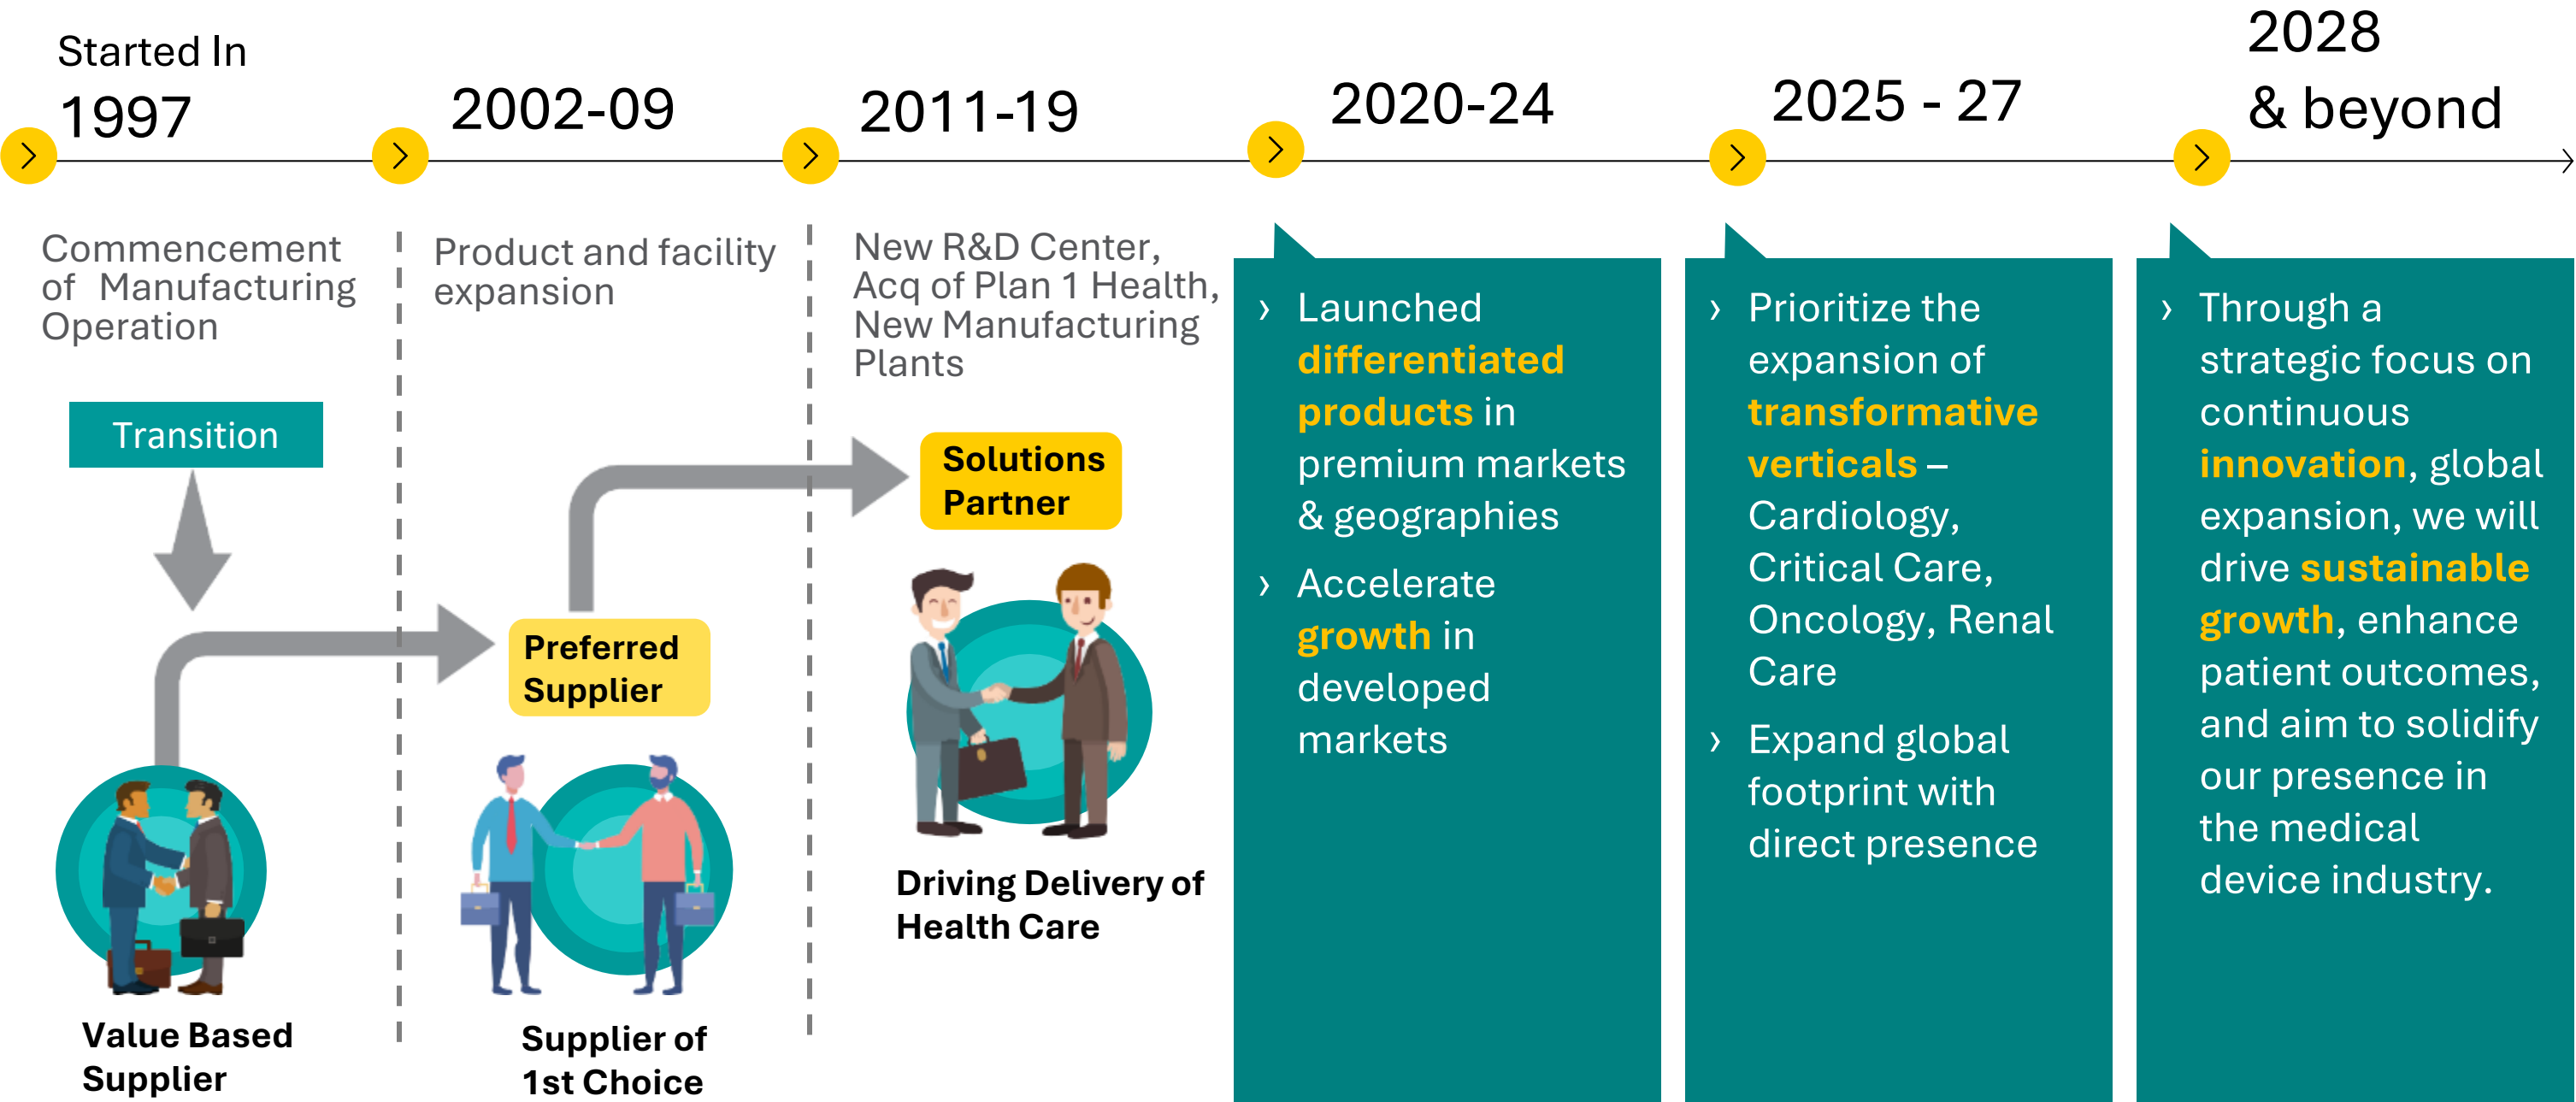 Started In
1997
2002-09
2011-19
2020-24
2025 - 27
2028
& beyond
Commencement
of Manufacturing
Operation
Transition
Value Based
Supplier
Product and facility
expansion
Preferred
Supplier
Supplier of
1st Choice
New R&D Center,
Acq of Plan 1 Health,
New Manufacturing
Plants
Solutions
Partner
Driving Delivery of
Health Care
› Launched
differentiated
products in
premium markets
& geographies
› Accelerate
growth in
developed
markets
› Prioritize the
expansion of
transformative
verticals –
Cardiology,
Critical Care,
Oncology, Renal
Care
› Expand global
footprint with
direct presence
› Through a
strategic focus on
continuous
innovation, global
expansion, we will
drive sustainable
growth, enhance
patient outcomes,
and aim to solidify
our presence in
the medical
device industry.